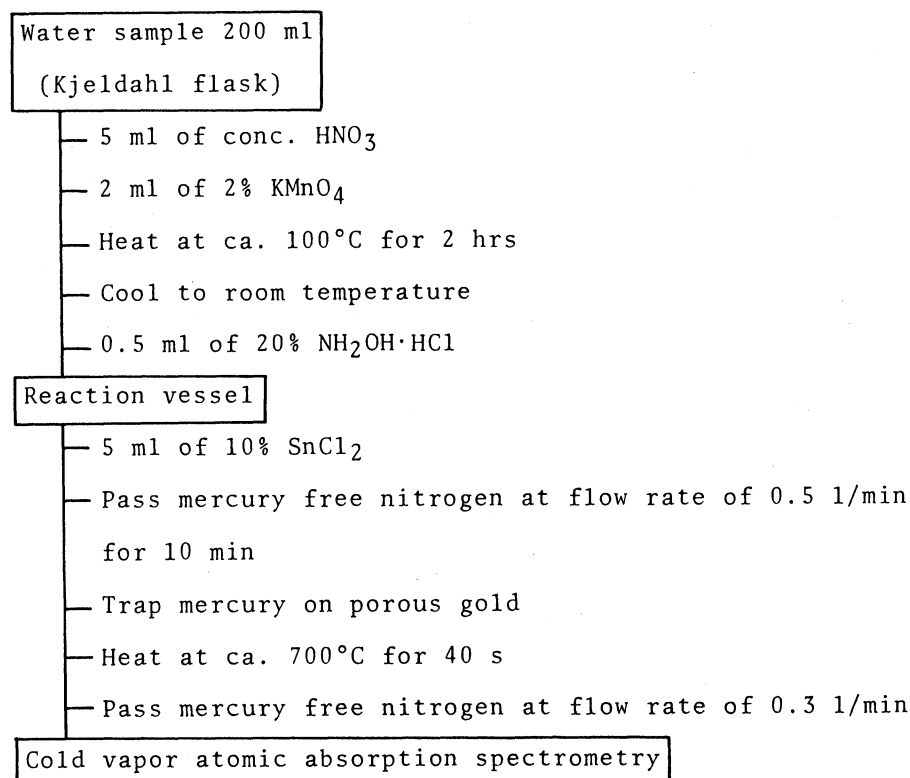 Water sample 200 ml
(Kjeldahl flask)
5 ml of conc. HNO3
2 ml of 2% KMnO4
Heat at ca. 100°C for 2 hrs
Cool to room temperature
0.5 ml of 20% NH2OH·HCl
Reaction vessel
5 ml of 10% SnCl2
Pass mercury free nitrogen at flow rate of 0.5 l/min
for 10 min
Trap mercury on porous gold
Heat at ca. 700°C for 40 s
Pass mercury free nitrogen at flow rate of 0.3 l/min
Cold vapor atomic absorption spectrometry